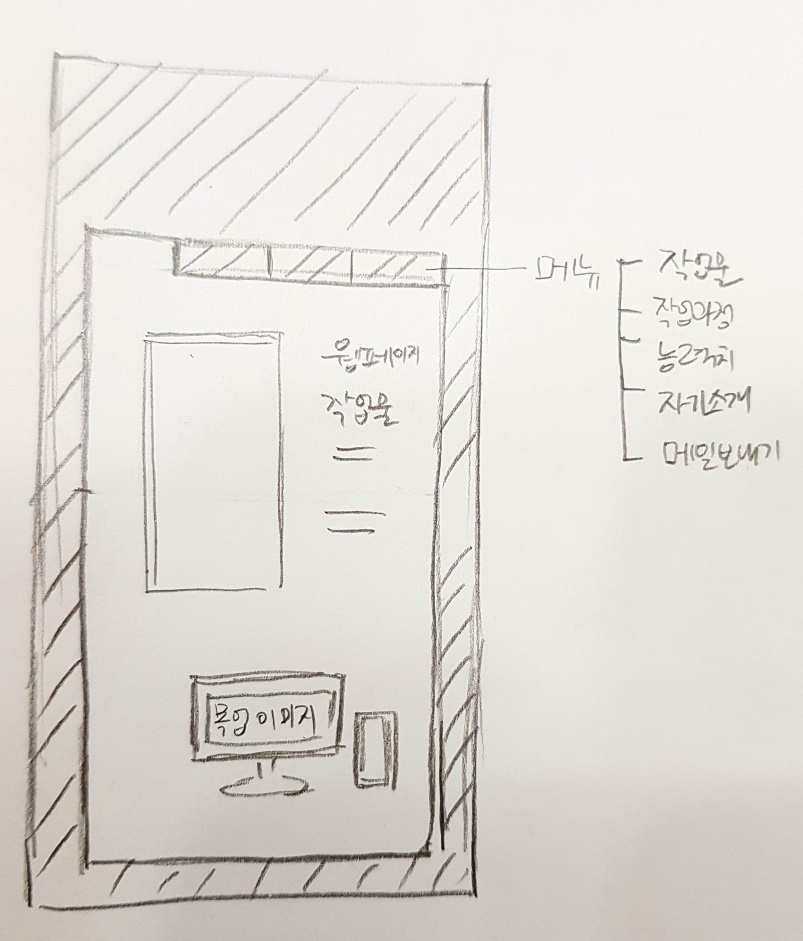 메뉴
작업물
작업과정
능력치
자기소개
메일보내기
웹페이지
작업물
목업이미지